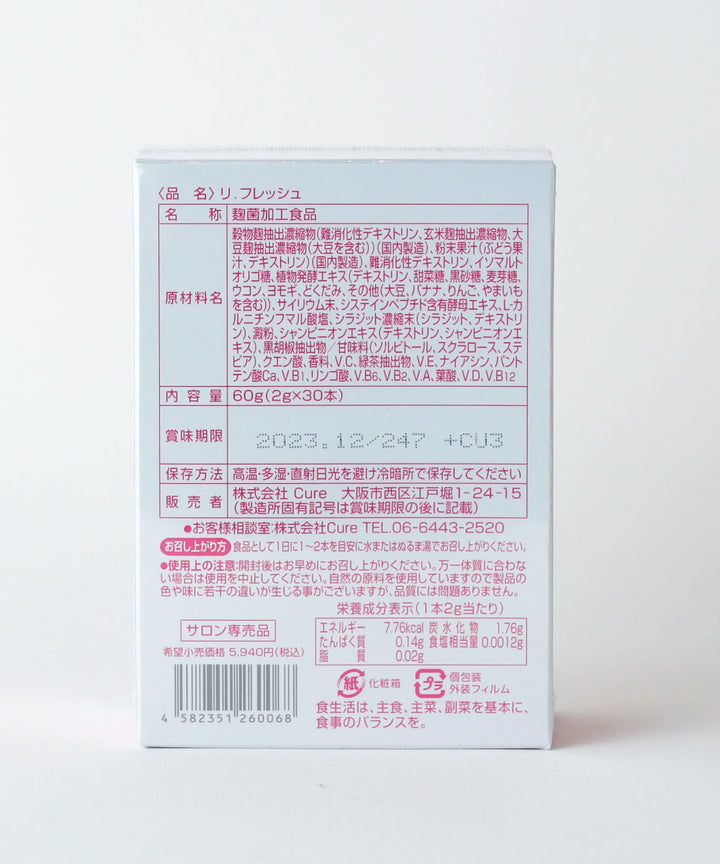 〈品 名〉リ.フレッシュ
名 称 麴菌加工食品
原材料名
穀物麴抽出濃縮物(難消化性デキストリン、玄米麴抽出濃縮物、大
豆麴抽出濃縮物(大豆を含む))(国内製造)、粉末果汁(ぶどう果
汁、デキストリン)(国内製造)、難消化性デキストリン、イソマルト
オリゴ糖、植物発酵エキス(デキストリン、甜菜糖、黒砂糖、麦芽糖、
ウコン、ヨモギ、どくだみ、その他(大豆、バナナ、りんご、やまいも
を含む))、サイリウム末、システインペプチド含有酵母エキス、L-カ
ルニチンフマル酸塩、シラジット濃縮末(シラジット、デキストリ
ン)、澱粉、シャンピニオンエキス(デキストリン、シャンピニオンエ
キス)、黒胡椒抽出物／甘味料(ソルビトール、スクラロース、ステ
ビア)、クエン酸、香料、V.C、緑茶抽出物、V.E、ナイアシン、パント
テン酸Ca、V.B1、リンゴ酸、V.B6、V.B2、V.A、葉酸、V.D、V.B12
内 容 量 60g(2g×30本)
賞味期限 2023.12/247 +CU3
保存方法 高温・多湿・直射日光を避け冷暗所で保存してください
販 売 者 株式会社 Cure 大阪市西区江戸堀1-24-15
(製造所固有記号は賞味期限の後に記載)
●お客様相談室:株式会社Cure TEL.06-6443-2520
お召し上がり方 食品として1日に1〜2本を目安に水またはぬるま湯でお召し上がりください。
●使用上の注意:開封後はお早めにお召し上がりください。万一体質に合わな
い場合は使用を中止してください。自然の原料を使用していますので製品の
色や味に若干の違いが生じる事がございますが、品質には問題ありません。
栄養成分表示(1本2g当たり)
エネルギー 7.76kcal 炭水化物 1.76g
たんぱく質 0.14g 食塩相当量 0.0012g
脂 質 0.02g
サロン専売品
希望小売価格 5,940円(税込)
4 582351 260068
紙 化粧箱
プラ 個包装
外装フィルム
食生活は、主食、主菜、副菜を基本に、
食事のバランスを。